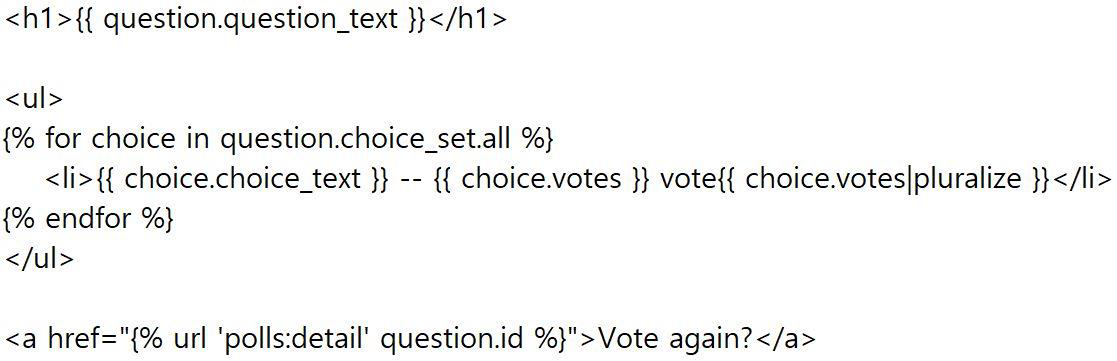 <h1>{{ question.question_text }}</h1>
<ul>
{% for choice in question.choice_set.all %}
<li>{{ choice.choice_text }} -- {{ choice.votes }} vote{{ choice.votes|pluralize }}</li>
{% endfor %}
</ul>
<a href="{% url 'polls:detail' question.id %}">Vote again?</a>